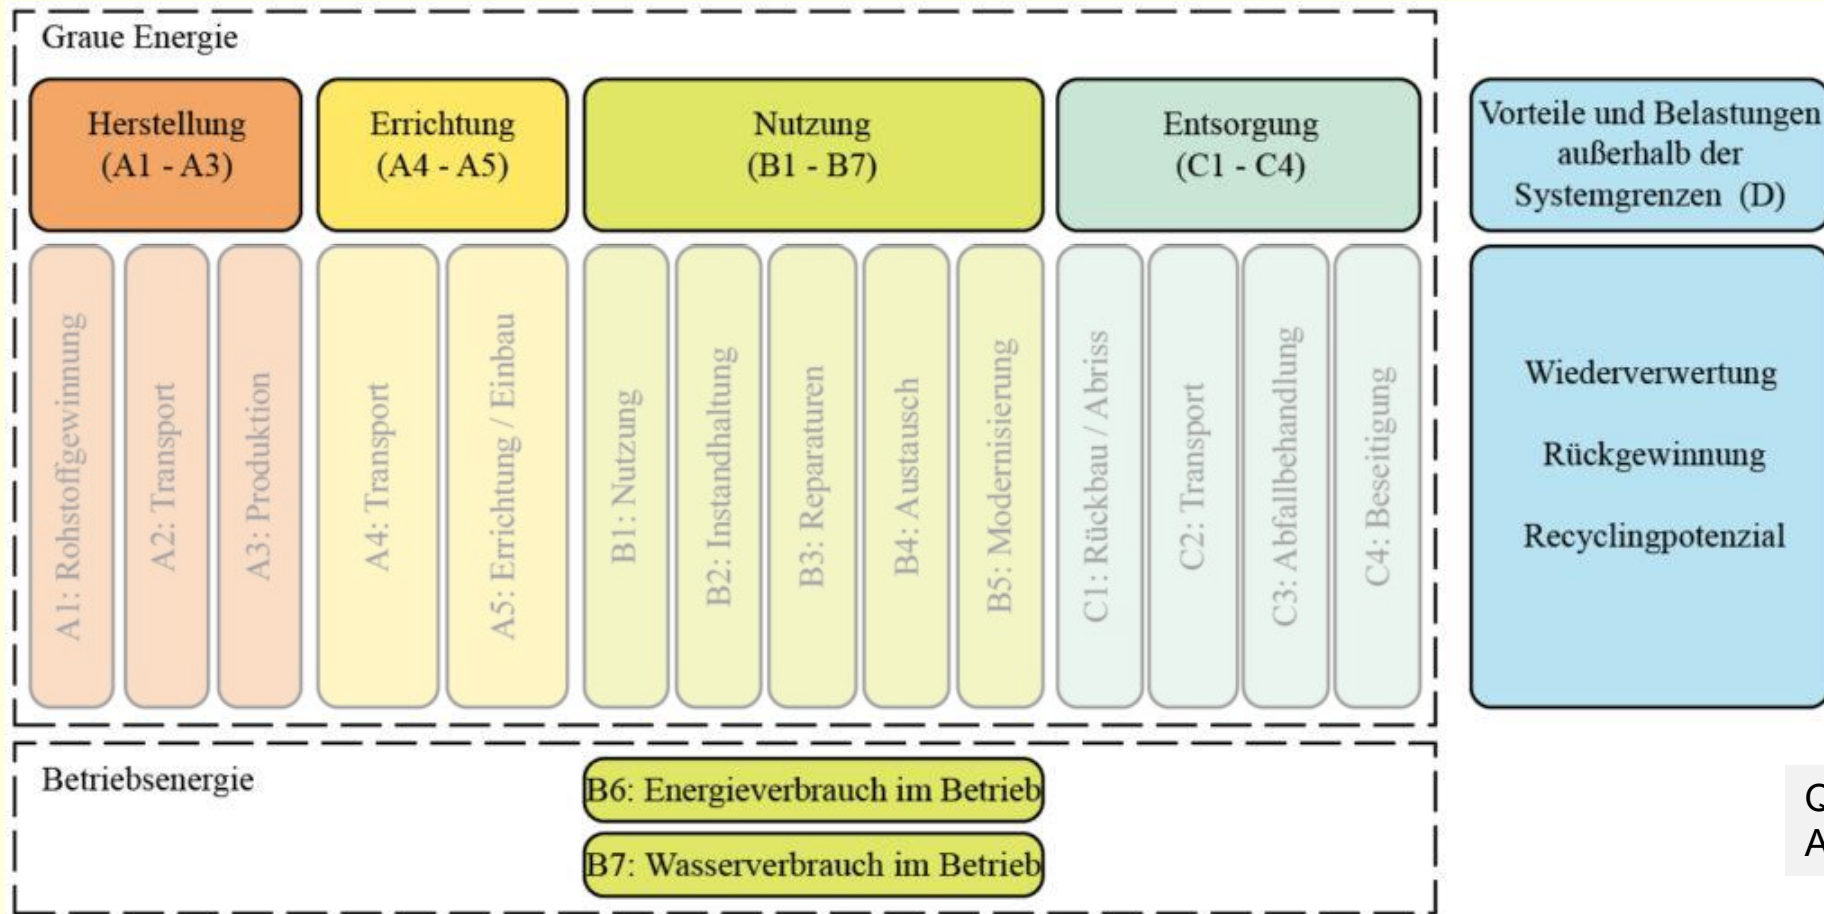 Graue Energie
Herstellung
(A1 - A3)
Errichtung
(A4 - A5)
Nutzung
(B1 - B7)
Entsorgung
(C1 - C4)
Vorteile und Belastungen
außerhalb der
Systemgrenzen (D)
A1: Rohstoffgewinnung
A2: Transport
A3: Produktion
A4: Transport
A5: Errichtung / Einbau
B1: Nutzung
B2: Instandhaltung
B3: Reparaturen
B4: Austausch
B5: Modernisierung
C1: Rückbau / Abriss
C2: Transport
C3: Abfallbehandlung
C4: Beseitigung
Wiederverwertung
Rückgewinnung
Recyclingpotenzial
Betriebsenergie
B6: Energieverbrauch im Betrieb
B7: Wasserverbrauch im Betrieb